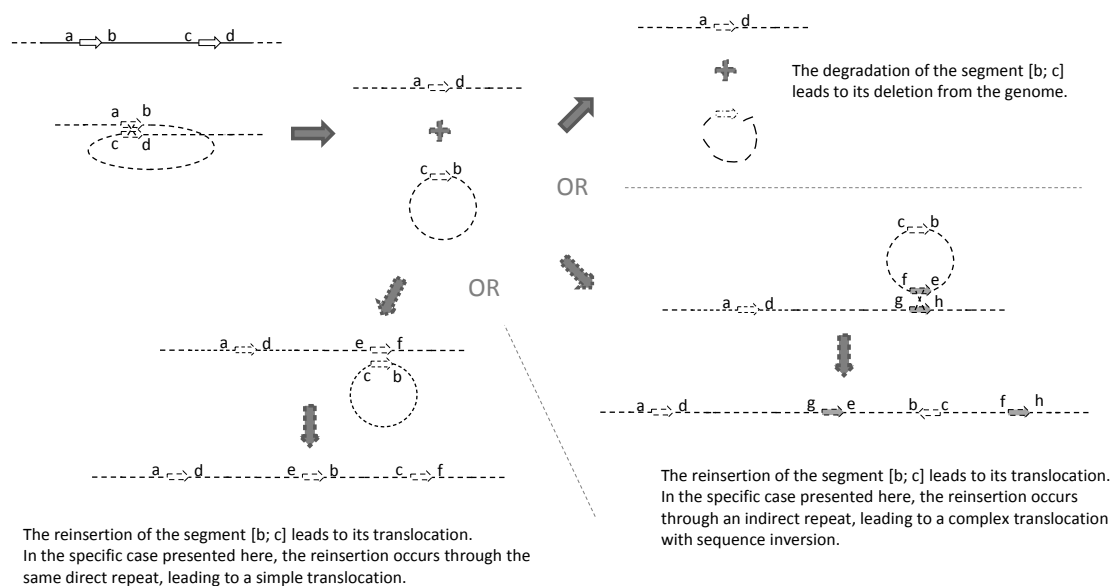 a b c d
a b
c d
a d
c b
OR
a d
The degradation of the segment [b; c]
leads to its deletion from the genome.
OR
c b
f e
a d g h
a d g e b c f h
The reinsertion of the segment [b; c] leads to its translocation.
In the specific case presented here, the reinsertion occurs
through an indirect repeat, leading to a complex translocation
with sequence inversion.
a d e f
c b
a d e b c f
The reinsertion of the segment [b; c] leads to its translocation.
In the specific case presented here, the reinsertion occurs through the
same direct repeat, leading to a simple translocation.